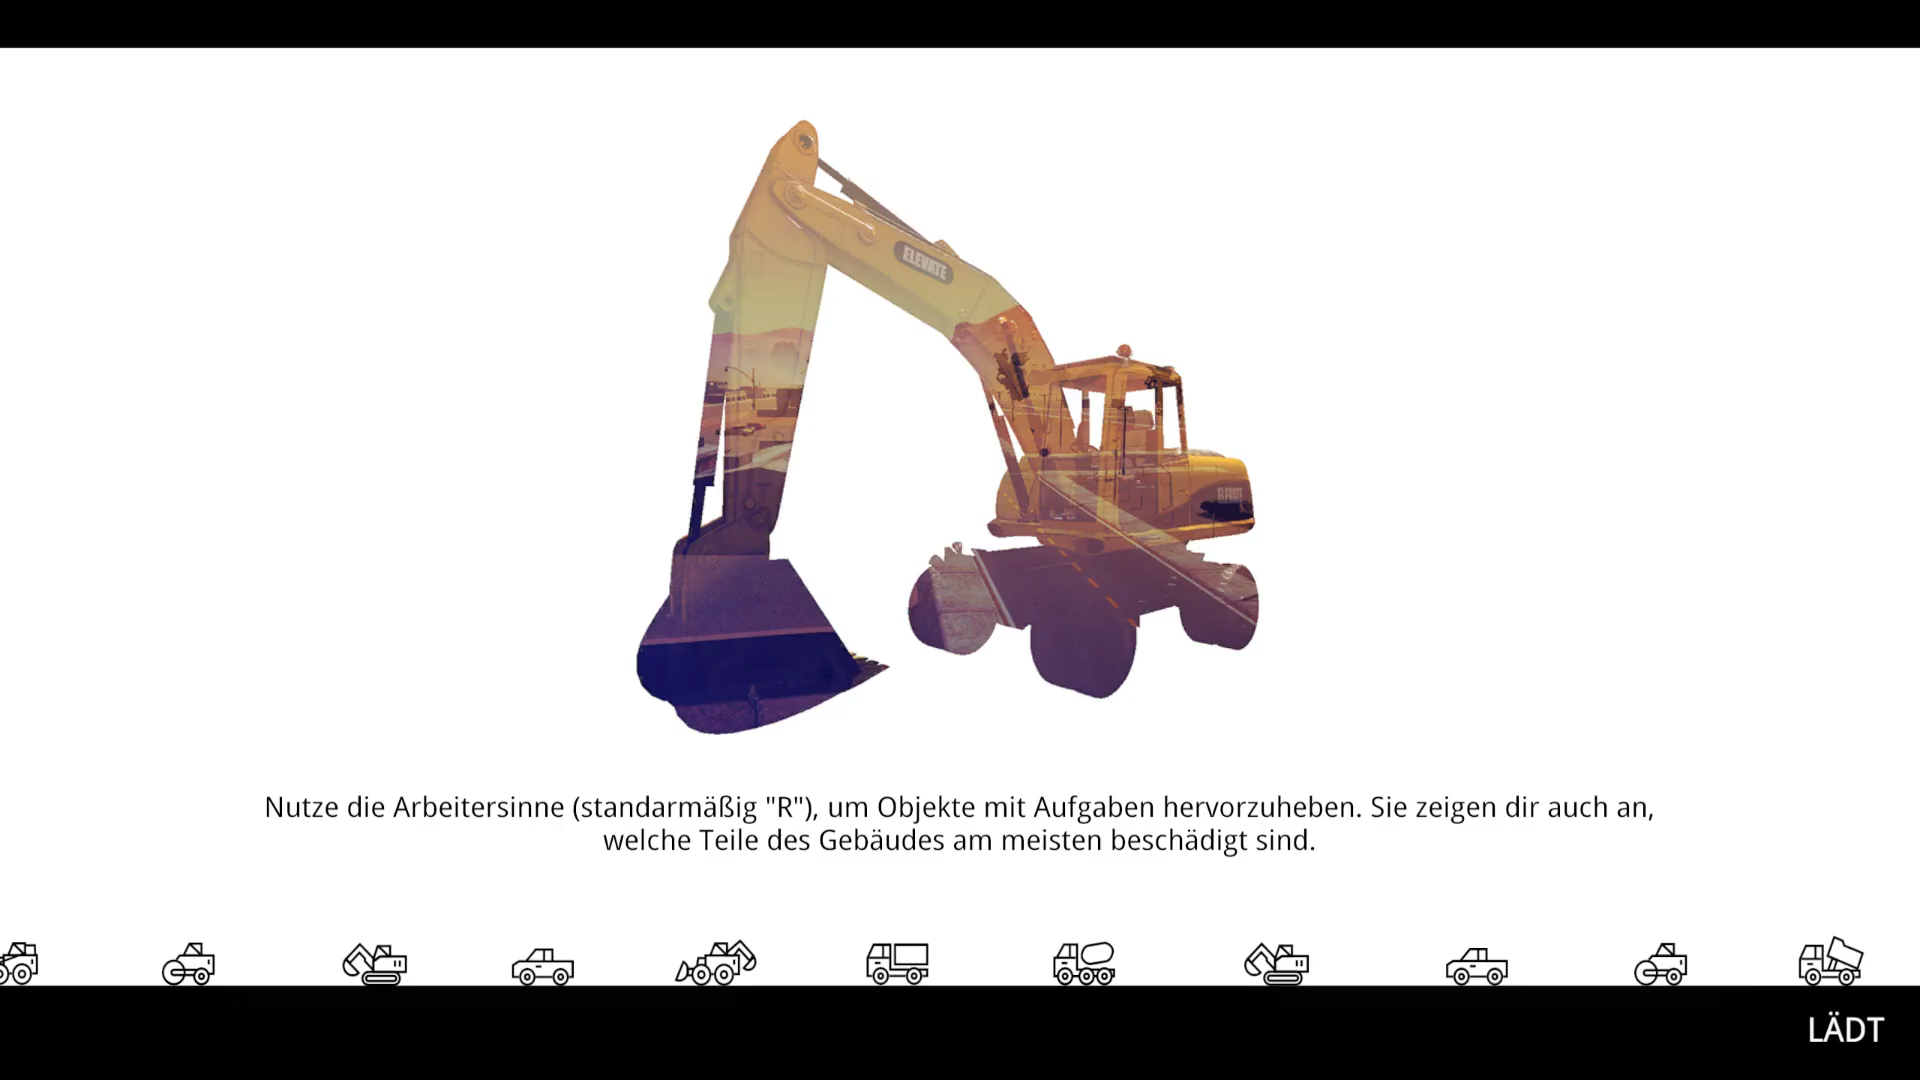 ELEVATE
ELEVATE
Nutze die Arbeitersinne (standarmäßig "R"), um Objekte mit Aufgaben hervorzuheben. Sie zeigen dir auch an,
welche Teile des Gebäudes am meisten beschädigt sind.
LÄDT